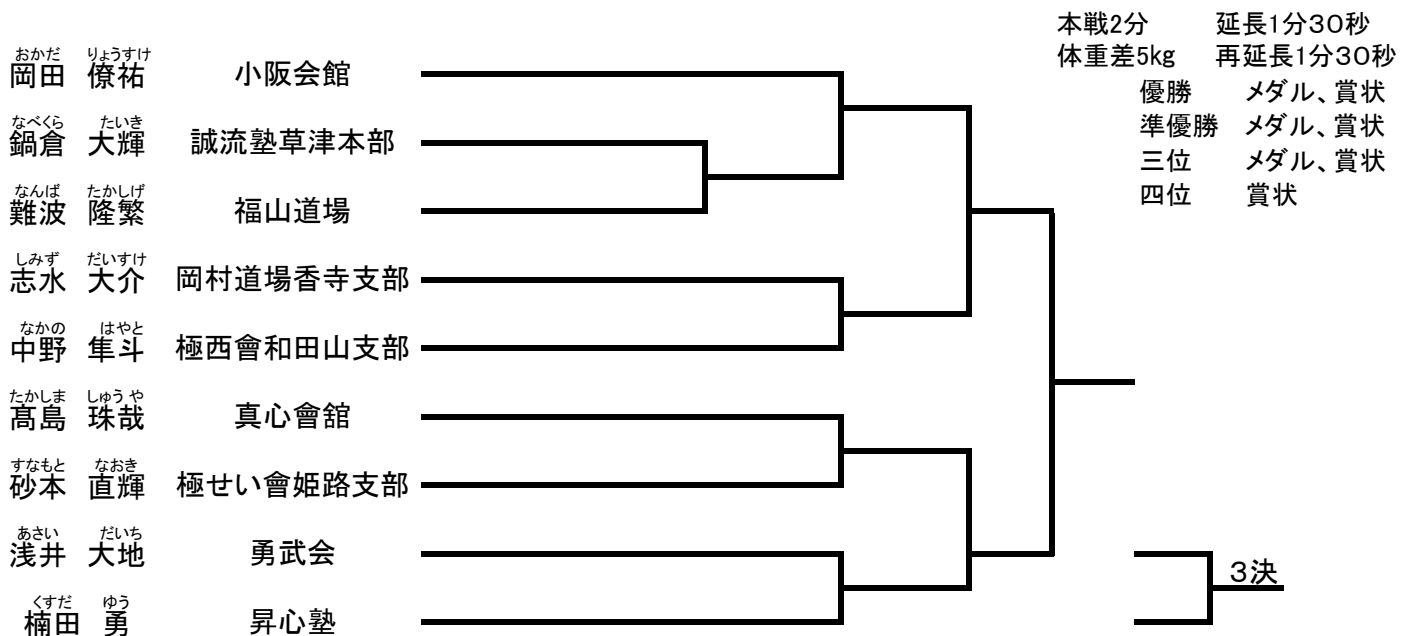 本戦2分 延長1分30秒
体重差5kg 再延長1分30秒
優勝 メダル、賞状
準優勝 メダル、賞状
三位 メダル、賞状
四位 賞状
おかだ りょうすけ
岡田 僚祐 小阪会館
なべくら たいき
鍋倉 大輝 誠流塾草津本部
なんば たかしげ
難波 隆繁 福山道場
しみず だいすけ
志水 大介 岡村道場香寺支部
なかの はやと
中野 隼斗 極西會和田山支部
たかしま しゅうや
髙島 珠哉 真心會舘
すなもと なおき
砂本 直輝 極せい會姫路支部
あさい だいち
浅井 大地 勇武会
くすだ ゆう
楠田 勇 昇心塾
3決